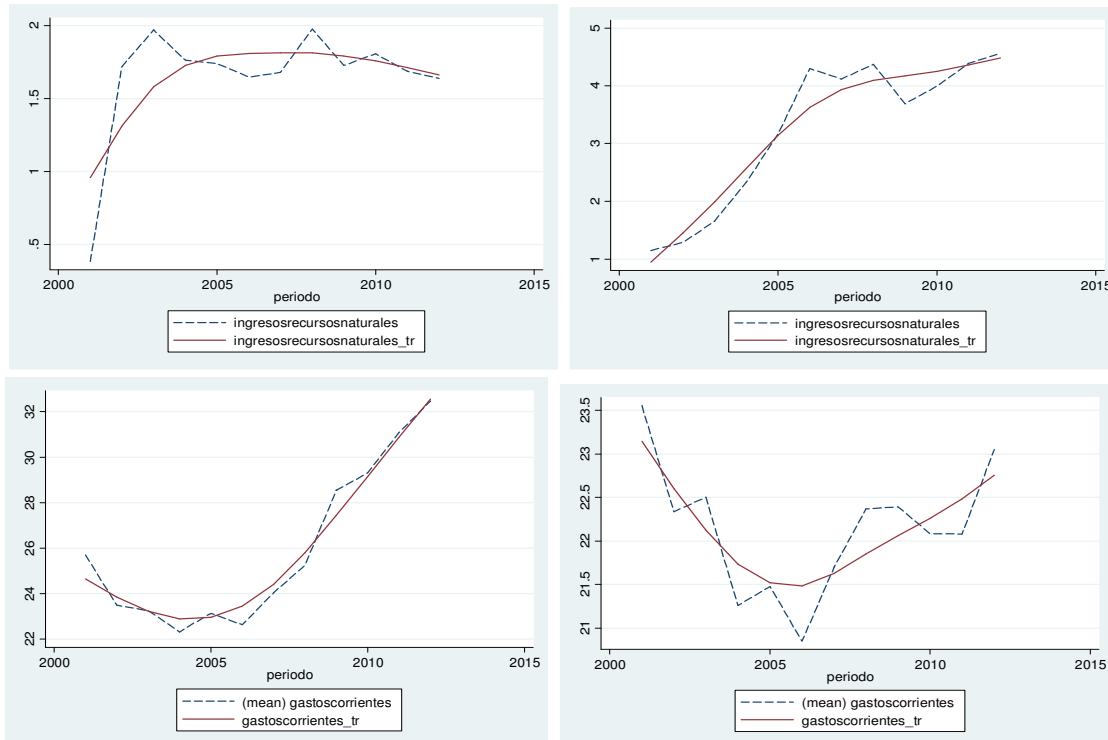 2
1.5
1
.5
2000 2005 2010 2015
periodo
ingresosrecursosnaturales
ingresosrecursosnaturales_tr
5
4
3
2
1
2000 2005 2010 2015
periodo
ingresosrecursosnaturales
ingresosrecursosnaturales_tr
32
30
28
26
24
22
2000 2005 2010 2015
periodo
(mean) gastoscorrientes
gastoscorrientes_tr
23.5
23
22.5
22
21.5
21
2000 2005 2010 2015
periodo
(mean) gastoscorrientes
gastoscorrientes_tr